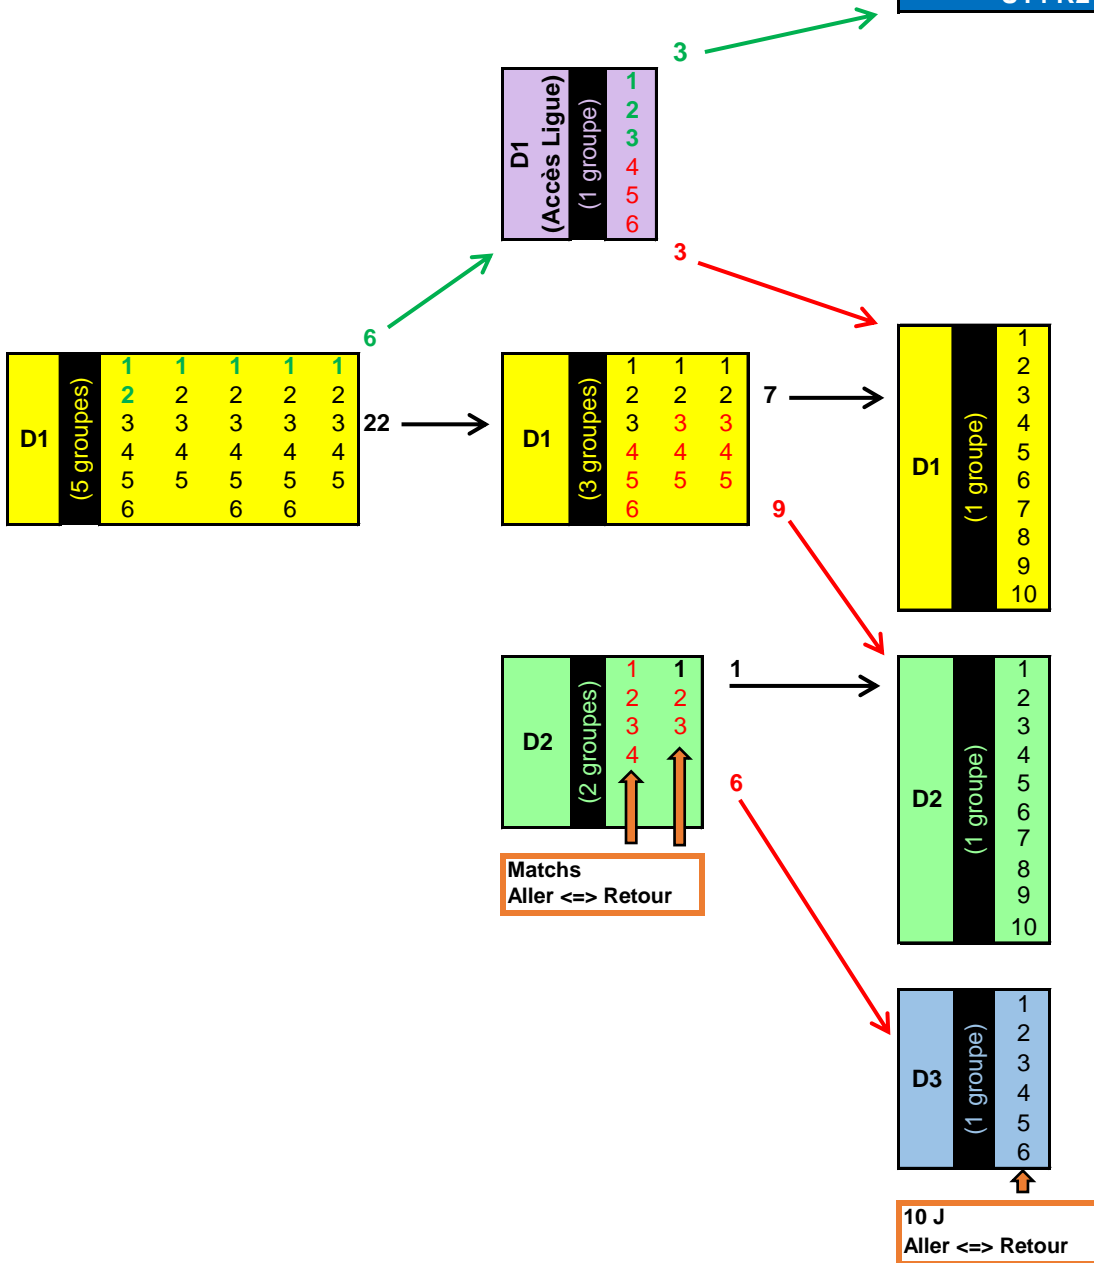 3
D1
(Accès Ligue)
(1 groupe)
1
2
3
4
5
6
3
6
D1
(5 groupes)
1 1 1 1 1
2 2 2 2 2
3 3 3 3 3
4 4 4 4 4
5 5 5 5 5
6 6 6
22
D1
(3 groupes)
1 1 1
2 2 2
3 3 3
4 4 4
5 5 5
6
7
9
D1
(1 groupe)
1
2
3
4
5
6
7
8
9
10
D2
(2 groupes)
1 1
2 2
3 3
4
1
6
Matchs
Aller <=> Retour
D2
(1 groupe)
1
2
3
4
5
6
7
8
9
10
D3
(1 groupe)
1
2
3
4
5
6
10 J
Aller <=> Retour